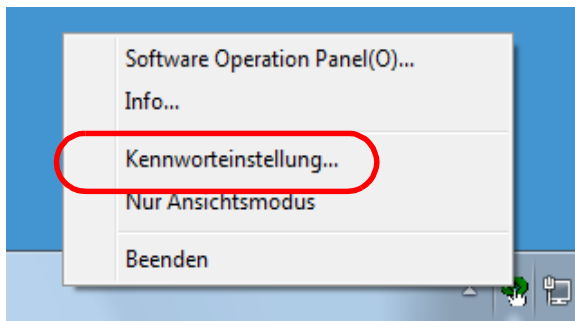 Software Operation Panel(O)...
Info...
Kennworteinstellung...
Nur Ansichtsmodus
Beenden